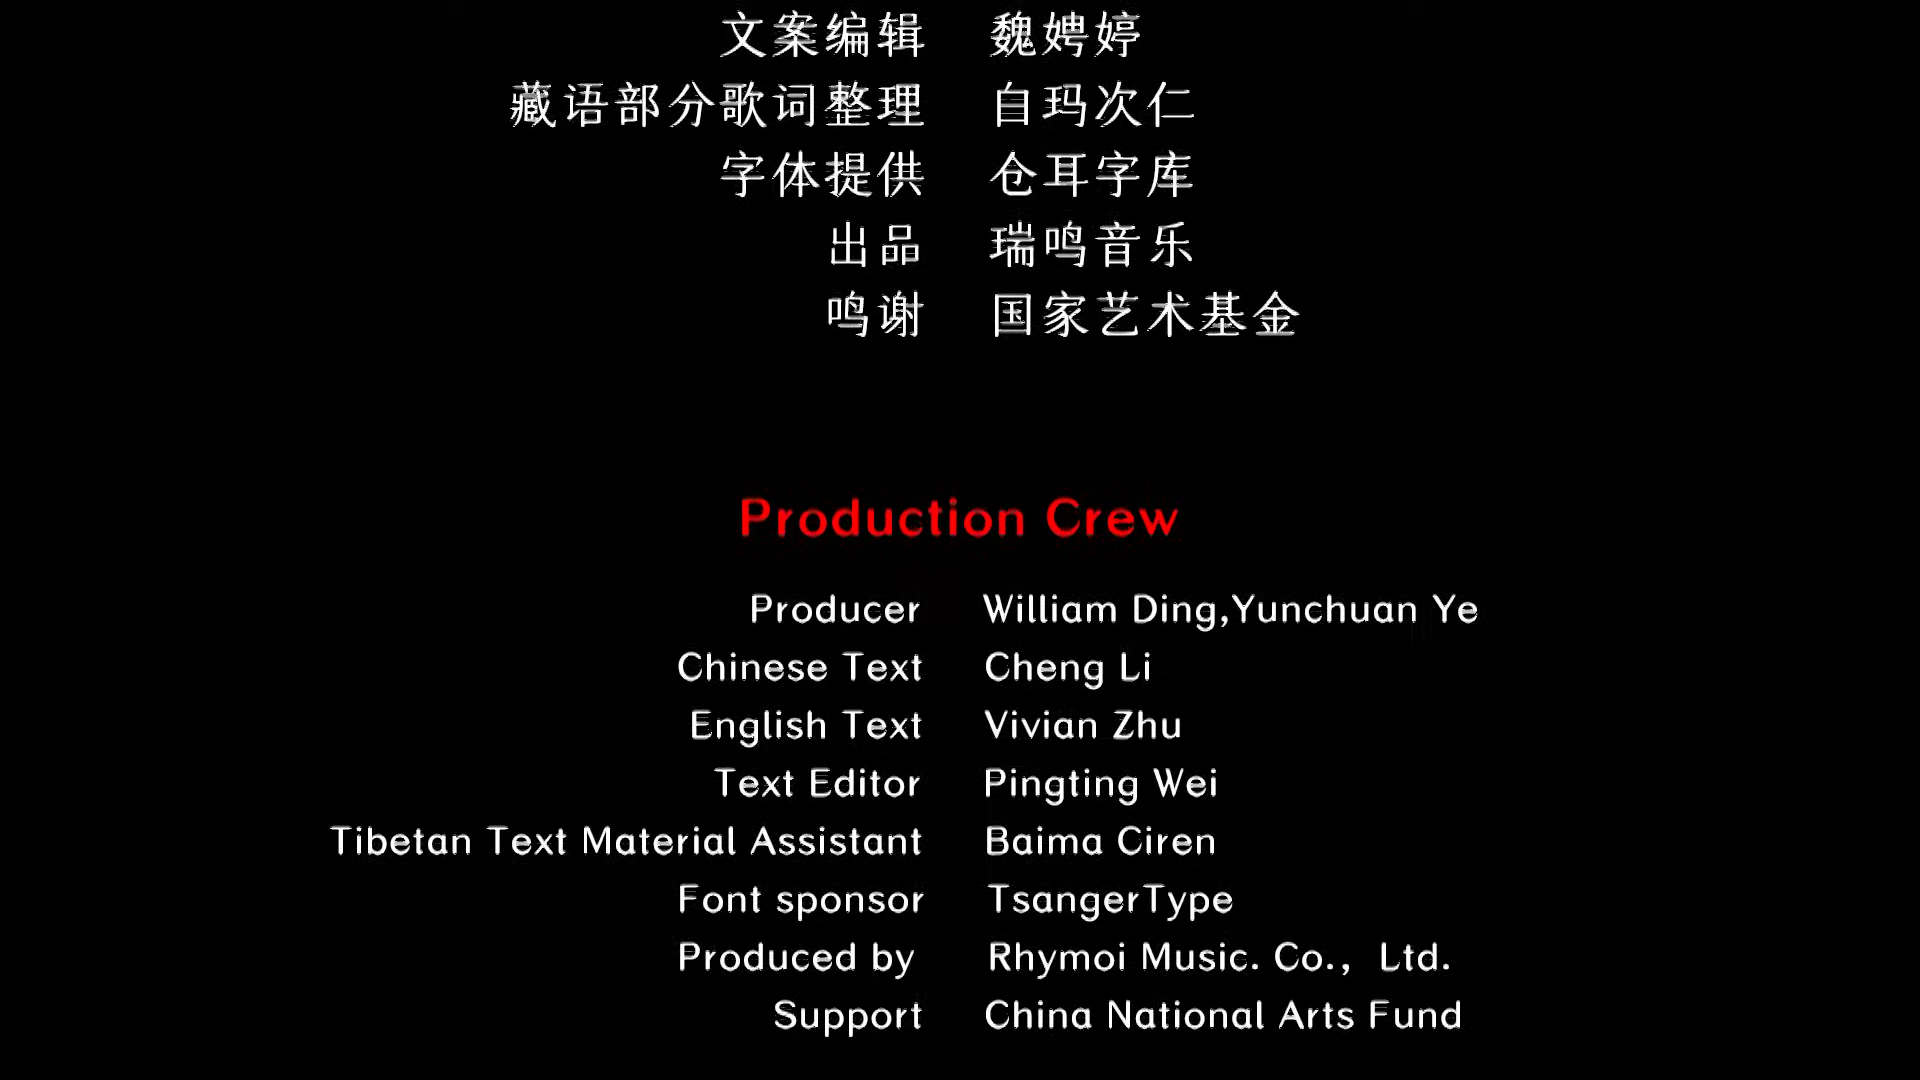 文案编辑 魏娉婷
藏语部分歌词整理 自玛次仁
字体提供 仓耳字库
出品 瑞鸣音乐
鸣谢 国家艺术基金
Production Crew
Producer William Ding,Yunchuan Ye
Chinese Text Cheng Li
English Text Vivian Zhu
Text Editor Pingting Wei
Tibetan Text Material Assistant Baima Ciren
Font sponsor TsangerType
Produced by Rhymoi Music. Co., Ltd.
Support China National Arts Fund